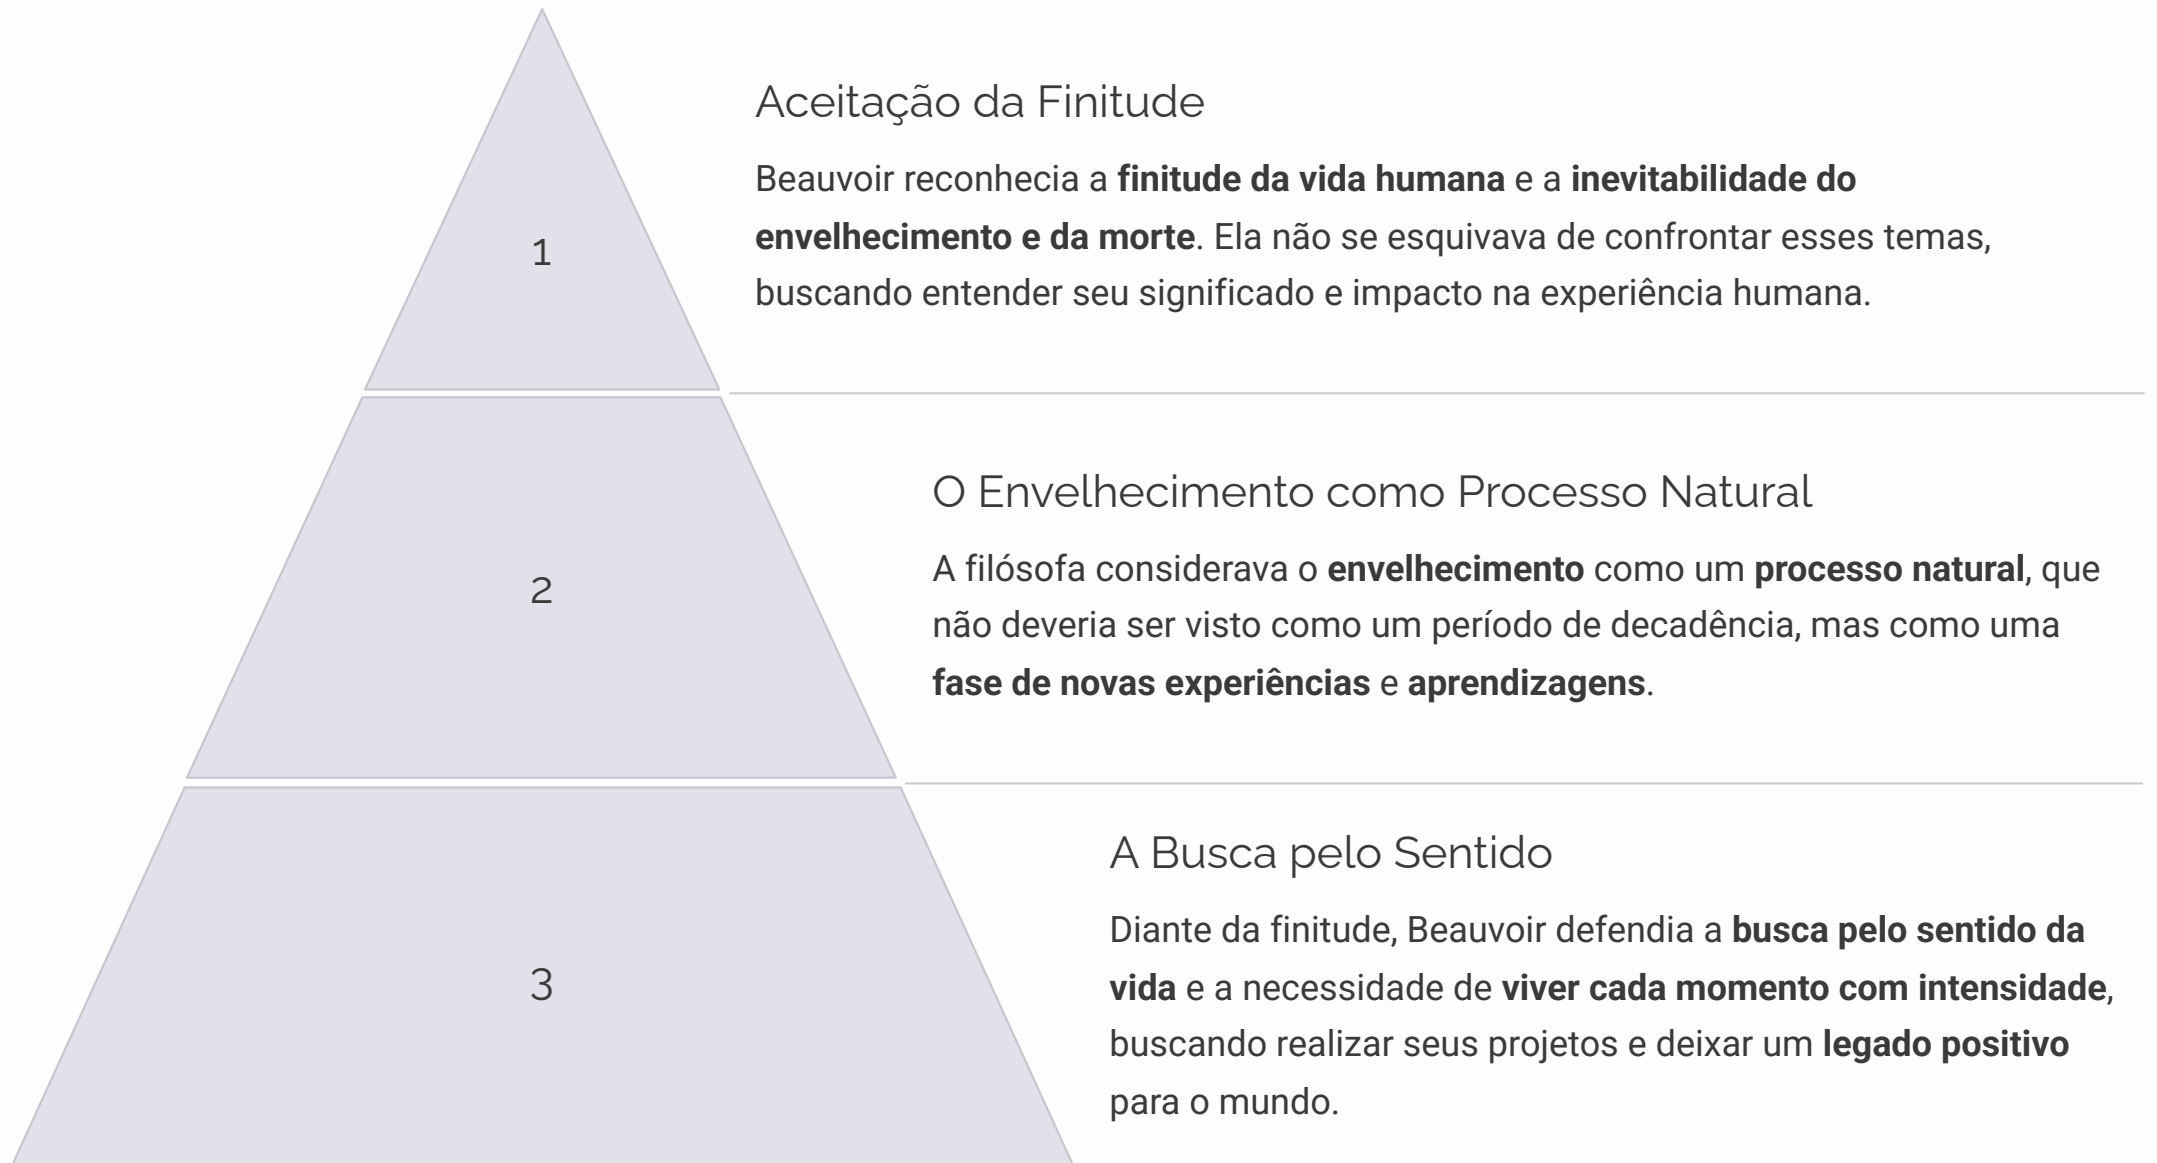 1
Aceitação da Finitude
Beauvoir reconhecia a finitude da vida humana e a inevitabilidade do
envelhecimento e da morte. Ela não se esquivava de confrontar esses temas,
buscando entender seu significado e impacto na experiência humana.
2
O Envelhecimento como Processo Natural
A filósofa considerava o envelhecimento como um processo natural, que
não deveria ser visto como um período de decadência, mas como uma
fase de novas experiências e aprendizagens.
3
A Busca pelo Sentido
Diante da finitude, Beauvoir defendia a busca pelo sentido da
vida e a necessidade de viver cada momento com intensidade,
buscando realizar seus projetos e deixar um legado positivo
para o mundo.